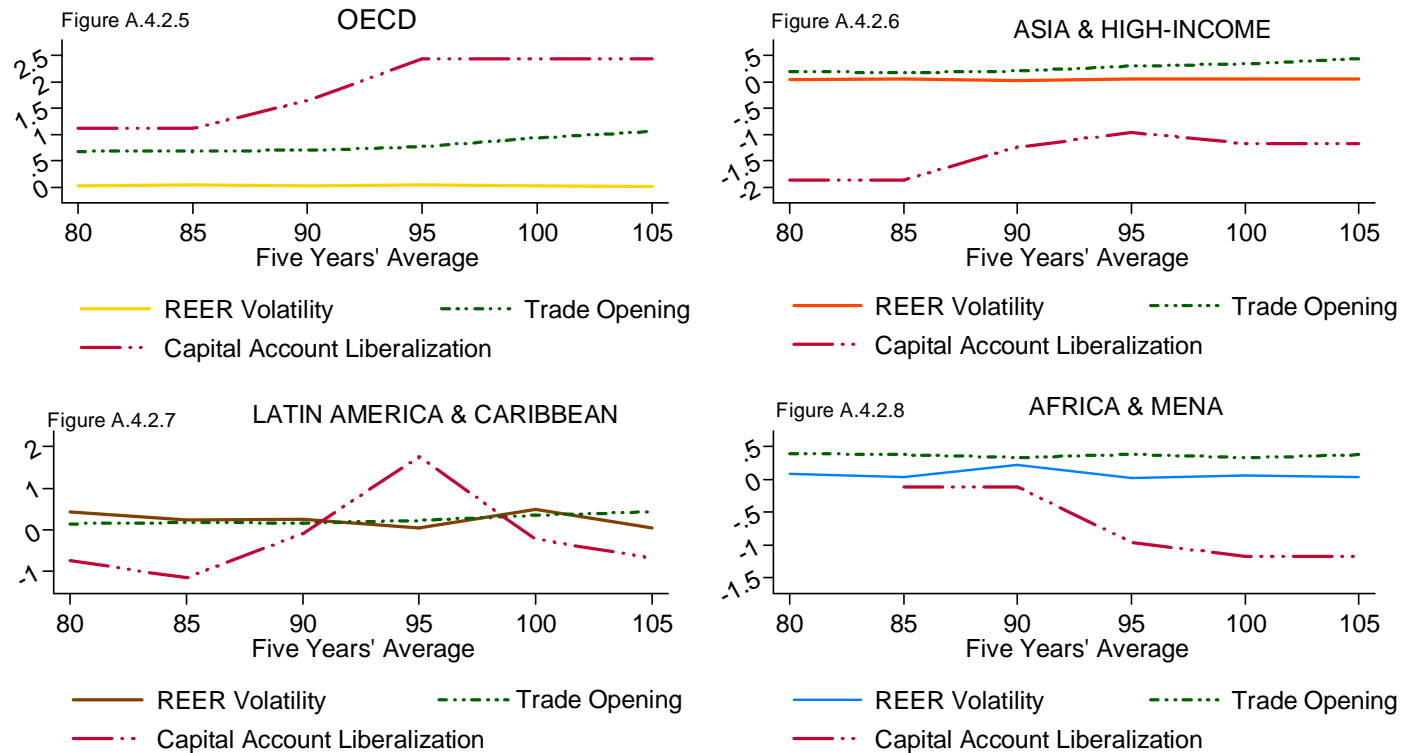 Figure A.4.2.5
OECD
2.5
2
1.5
1
.5
0
80 85 90 95 100 105
Five Years' Average
REER Volatility
Trade Opening
Capital Account Liberalization
Figure A.4.2.6
ASIA & HIGH-INCOME
.5
0
-.5
-1
-1.5
-2
80 85 90 95 100 105
Five Years' Average
REER Volatility
Trade Opening
Capital Account Liberalization
Figure A.4.2.7
LATIN AMERICA & CARIBBEAN
2
1
0
-1
80 85 90 95 100 105
Five Years' Average
REER Volatility
Trade Opening
Capital Account Liberalization
Figure A.4.2.8
AFRICA & MENA
.5
0
-.5
-1
-1.5
80 85 90 95 100 105
Five Years' Average
REER Volatility
Trade Opening
Capital Account Liberalization